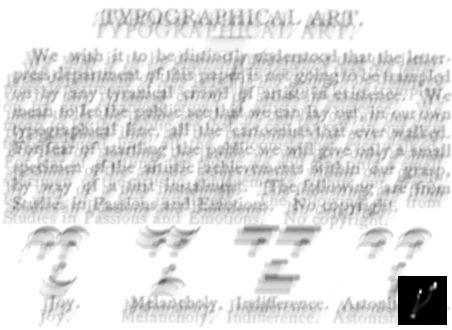 TYPOGRAPHICAL ART.
We wish it to be distinctly understood that the letter-
press department of this paper is not going to be trampled
on by any tyranical crowd of artists in existence. We
mean to let the public see that we can lay out, in our own
typographical line, all the cartoonists that ever walked.
For fear of startling the public we will give only a small
specimen of the artistic achievements within our grasp,
by way of a first instalment. The following are from
Studies in Passions and Emotions. No copyright.
Joy. Melancholy. Indifference.